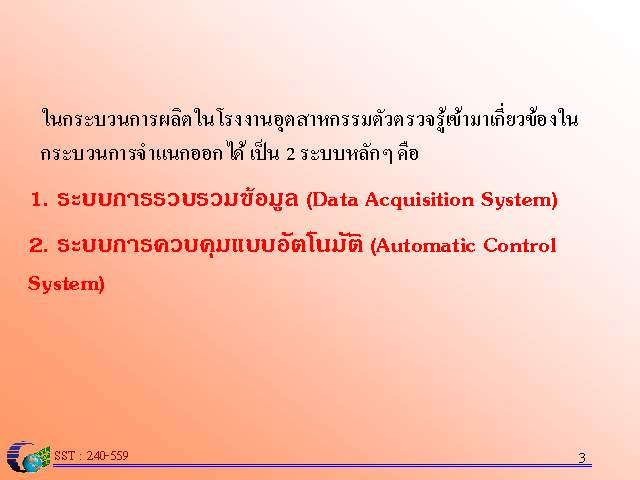 ในกระบวนการผลิตในโรงงานอุตสาหกรรมตัวตรวจรู้เข้ามาเกี่ยวข้องใน
กระบวนการจำแนกออกได้ เป็น 2 ระบบหลักๆ คือ
1. ระบบการรวบรวมข้อมูล (Data Acquisition System)
2. ระบบการควบคุมแบบอัตโนมัติ (Automatic Control
System)
SST : 240-559
3